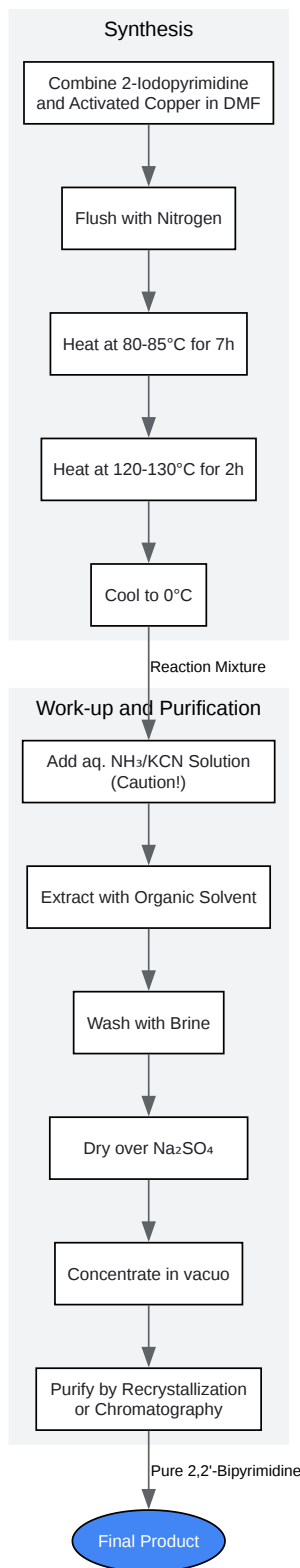 Synthesis
Combine 2-Iodopyrimidine
and Activated Copper in DMF
Flush with Nitrogen
Heat at 80-85°C for 7h
Heat at 120-130°C for 2h
Cool to 0°C
Reaction Mixture
Work-up and Purification
Add aq. NH₃/KCN Solution
(Caution!)
Extract with Organic Solvent
Wash with Brine
Dry over Na₂SO₄
Concentrate in vacuo
Purify by Recrystallization
or Chromatography
Pure 2,2'-Bipyrimidine
Final Product